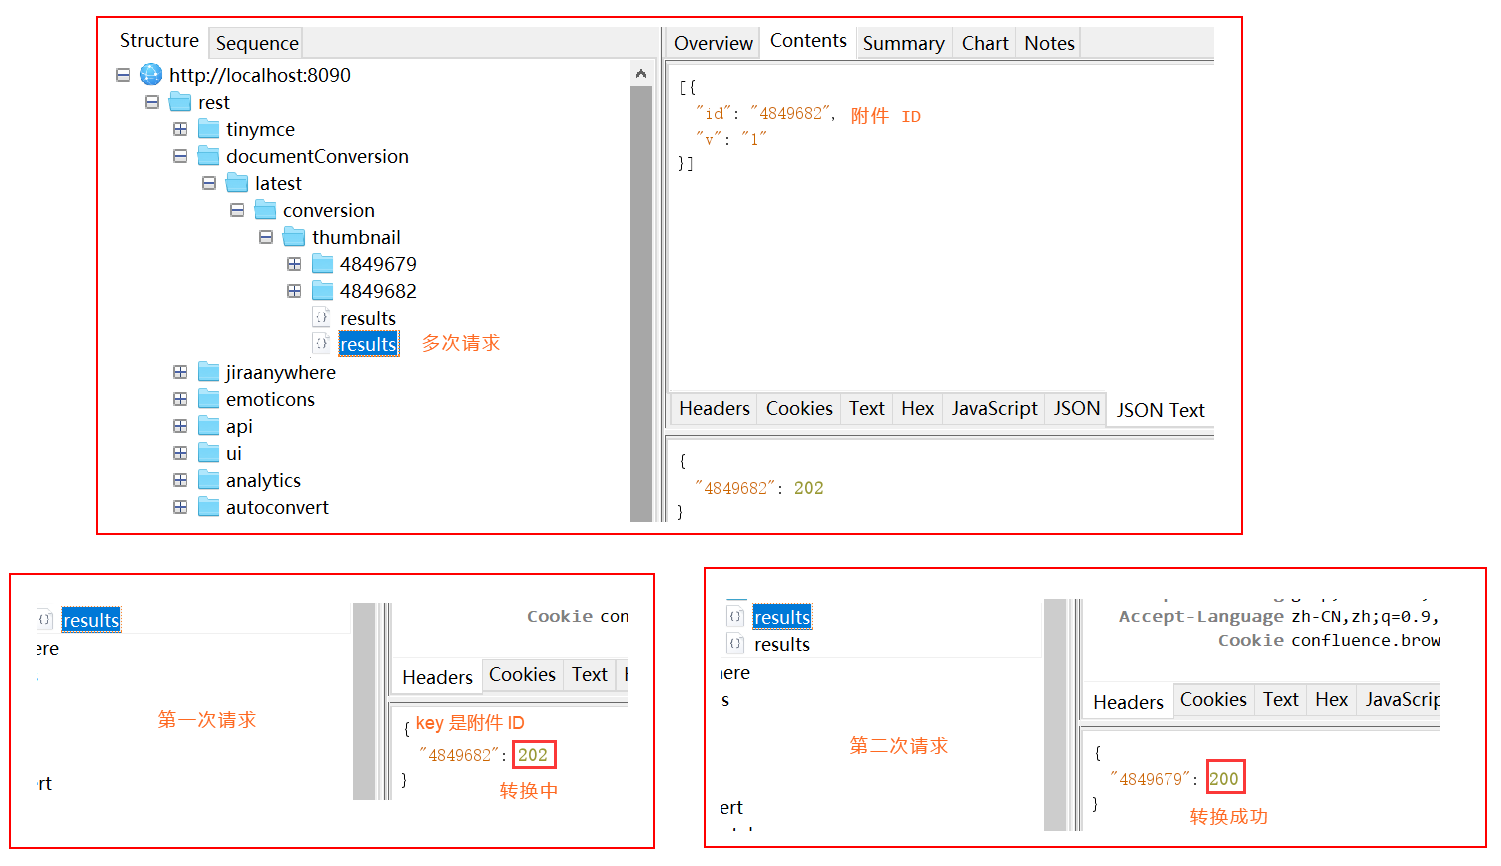 Structure
Sequence
http://localhost:8090
rest
tinymce
documentConversion
latest
conversion
thumbnail
4849679
4849682
results
results
多次请求
jiraanywhere
emoticons
api
ui
analytics
autoconvert
Overview
Contents
Summary
Chart
Notes
[{
"id": "4849682", 附件 ID
"v": "1"
}]
Headers
Cookies
Text
Hex
JavaScript
JSON
JSON Text
{
"4849682": 202
}
results
ere
第一次请求
rt
Cookie con
Headers
Cookies
Text
{ key 是附件 ID
"4849682": 202
}
转换中
results
results
ere
s
第二次请求
ert
Accept-Language zh-CN,zh;q=0.9,
Cookie confluence.brow
Headers
Cookies
Text
Hex
JavaScrip
{
"4849679": 200
}
转换成功